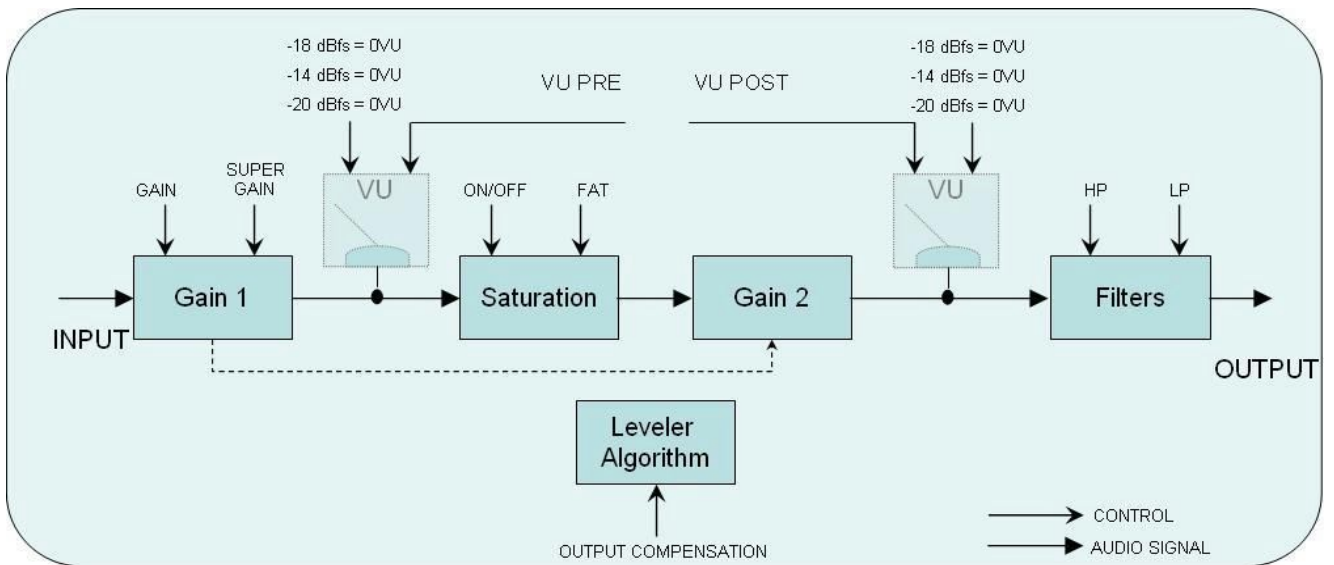 -18 dBfs = 0VU
-14 dBfs = 0VU
-20 dBfs = 0VU
VU PRE
VU POST
-18 dBfs = 0VU
-14 dBfs = 0VU
-20 dBfs = 0VU
GAIN
SUPER
GAIN
VU
ON/OFF
FAT
VU
HP
LP
INPUT
Gain 1
Saturation
Gain 2
Filters
OUTPUT
Leveler
Algorithm
OUTPUT COMPENSATION
CONTROL
AUDIO SIGNAL